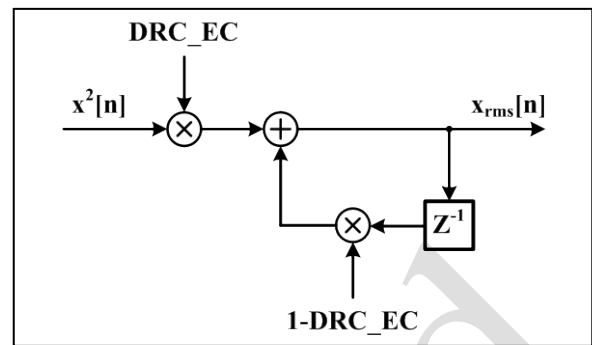 DRC_EC
x²[n]
×
+
xrms[n]
×
Z⁻¹
1-DRC_EC